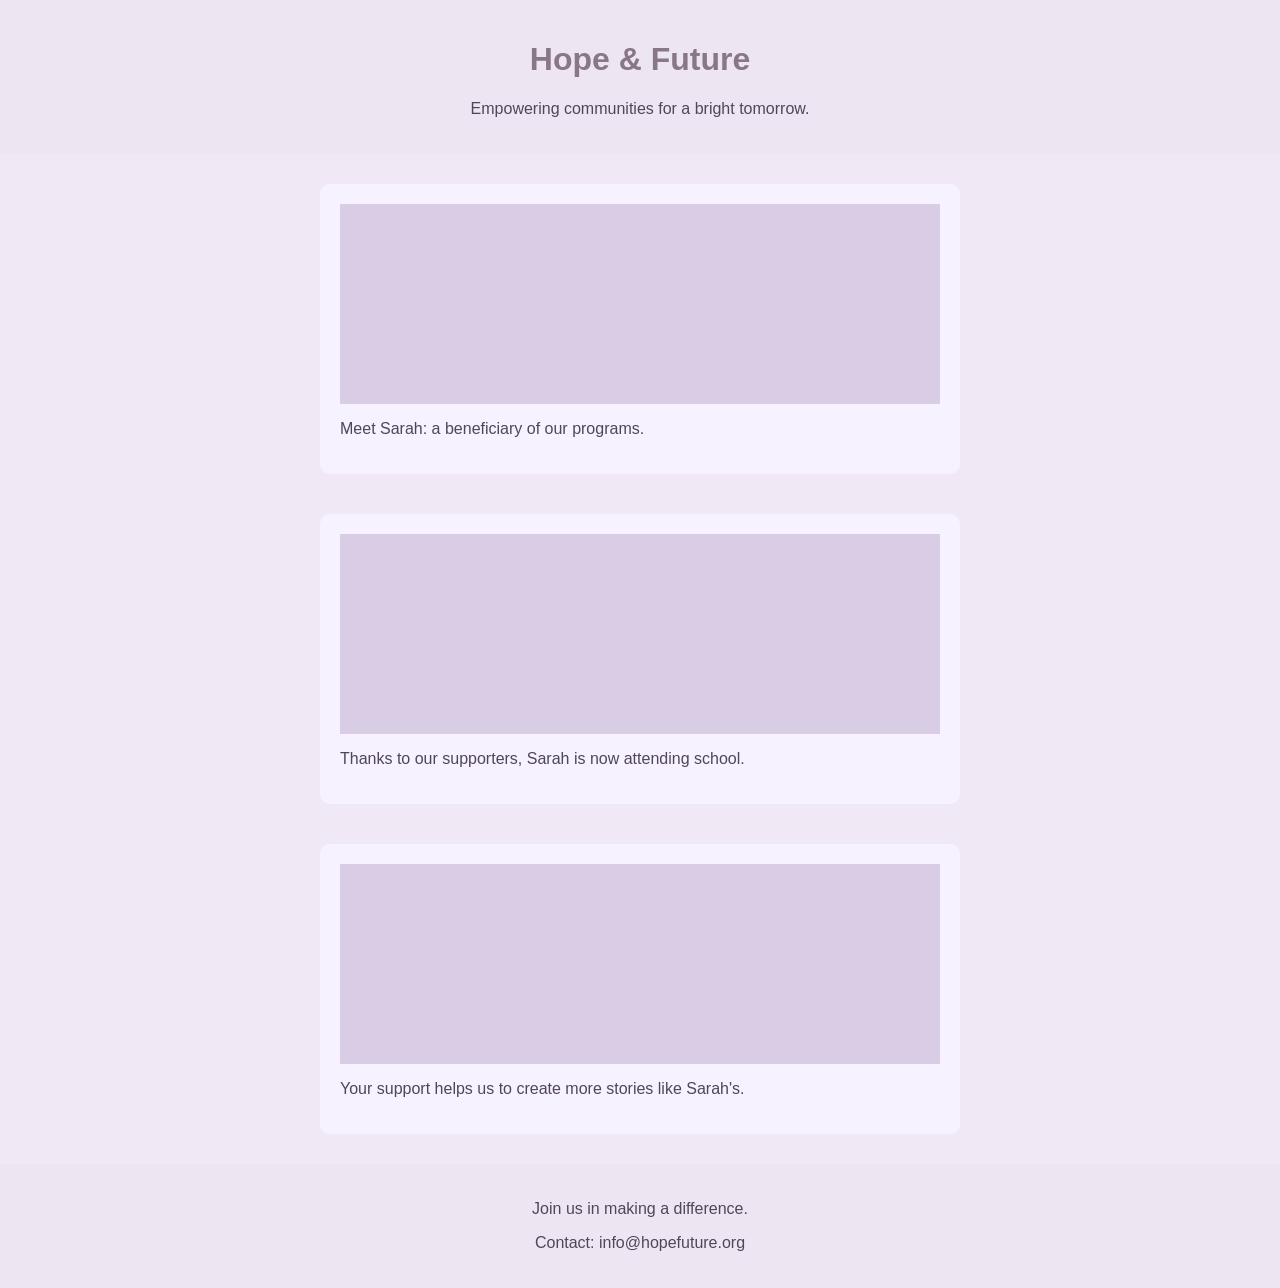 Hope & Future
Empowering communities for a bright tomorrow.
Meet Sarah: a beneficiary of our programs.
Thanks to our supporters, Sarah is now attending school.
Your support helps us to create more stories like Sarah's.
Join us in making a difference.
Contact: info@hopefuture.org